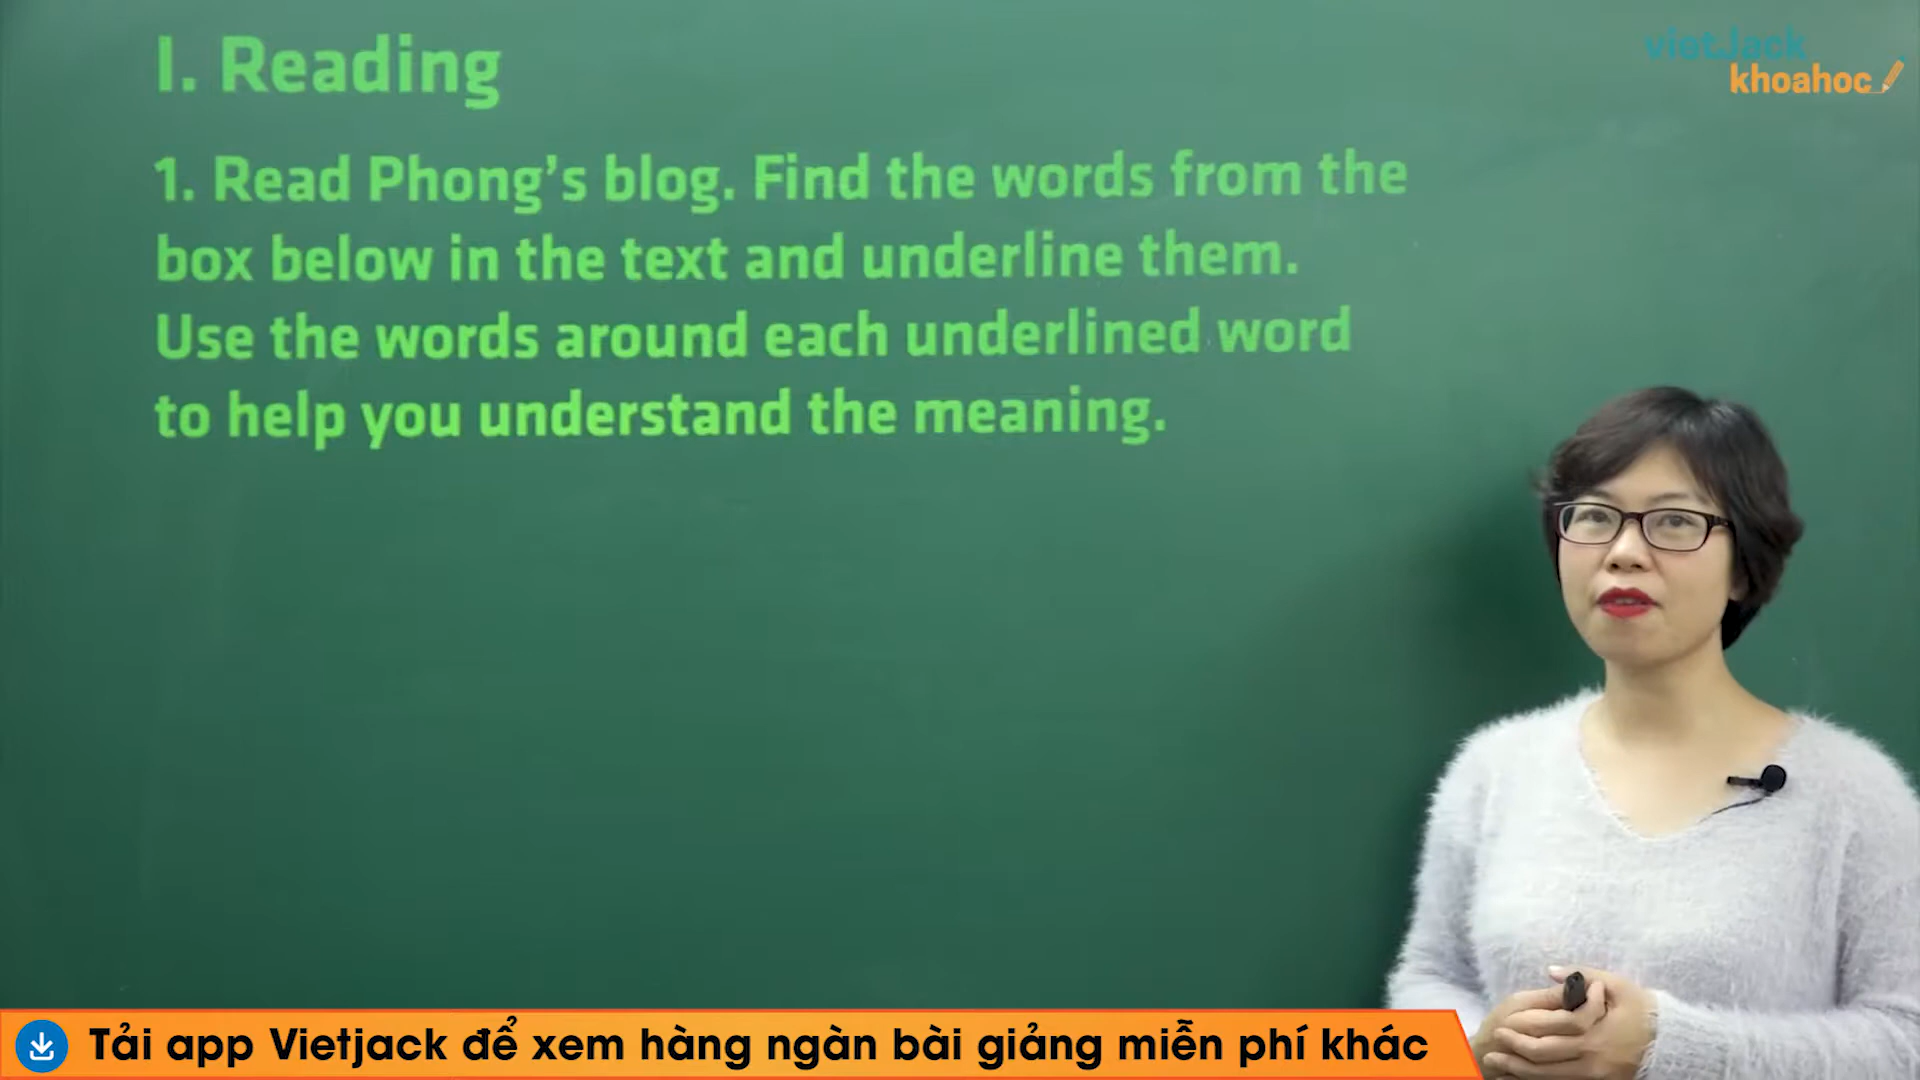 vietJack
khoahoc
I. Reading
1. Read Phong's blog. Find the words from the
box below in the text and underline them.
Use the words around each underlined word
to help you understand the meaning.
Tải app Vietjack để xem hàng ngàn bài giảng miễn phí khác